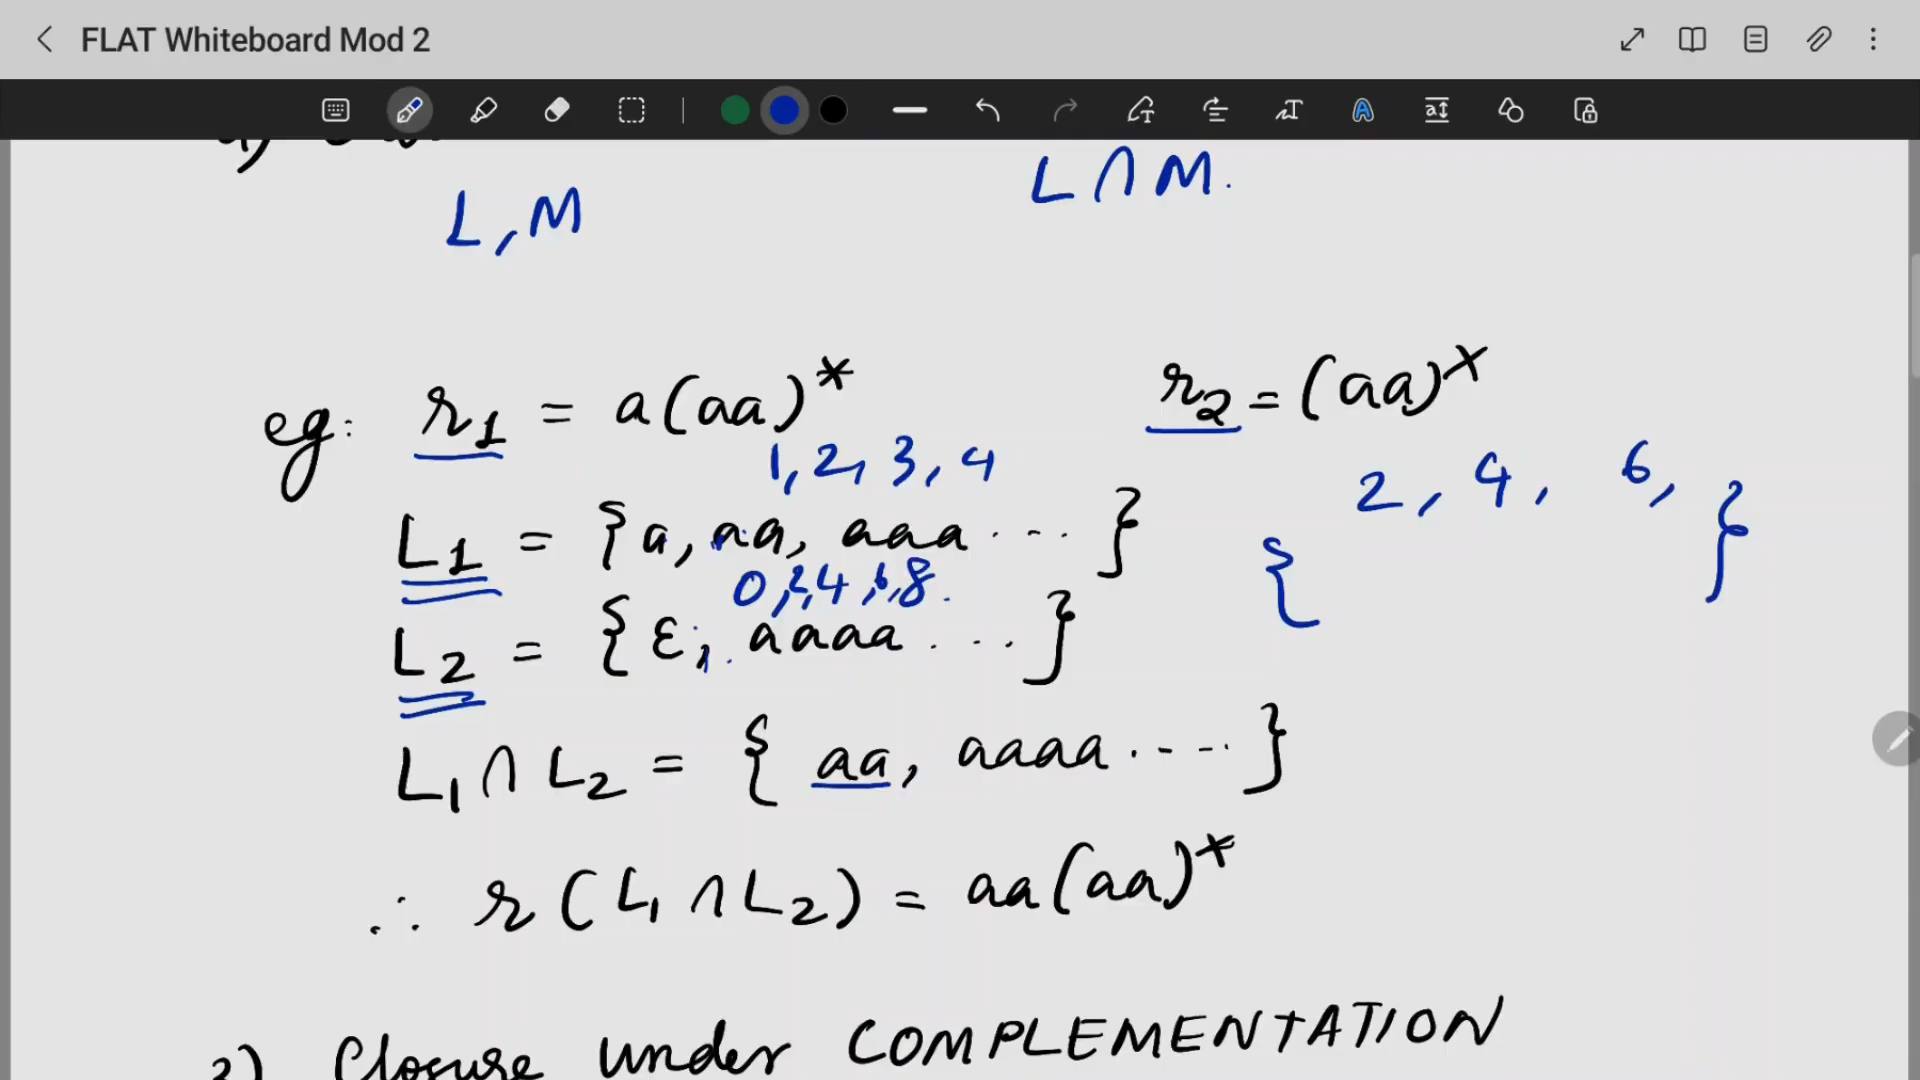 FLAT Whiteboard Mod 2
L ∩ M.
L, M
eg: r₁ = a(aa)* r₂ = (aa)*
1, 2, 3, 4 2, 4, 6,
L₁ = {a, aa, aaa ...} { }
0, 2, 4, 6, 8.
L₂ = {ε, aaaa ...}
L₁ ∩ L₂ = {aa, aaaa ....}
∴ r(L₁ ∩ L₂) = aa(aa)*
3) Closure under COMPLEMENTATION